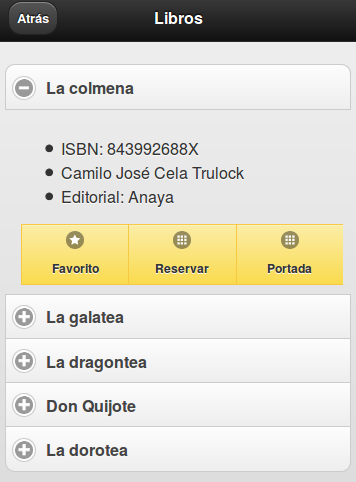 Atrás
Libros
La colmena
ISBN: 843992688X
Camilo José Cela Trulock
Editorial: Anaya
Favorito
Reservar
Portada
La galatea
La dragontea
Don Quijote
La dorotea